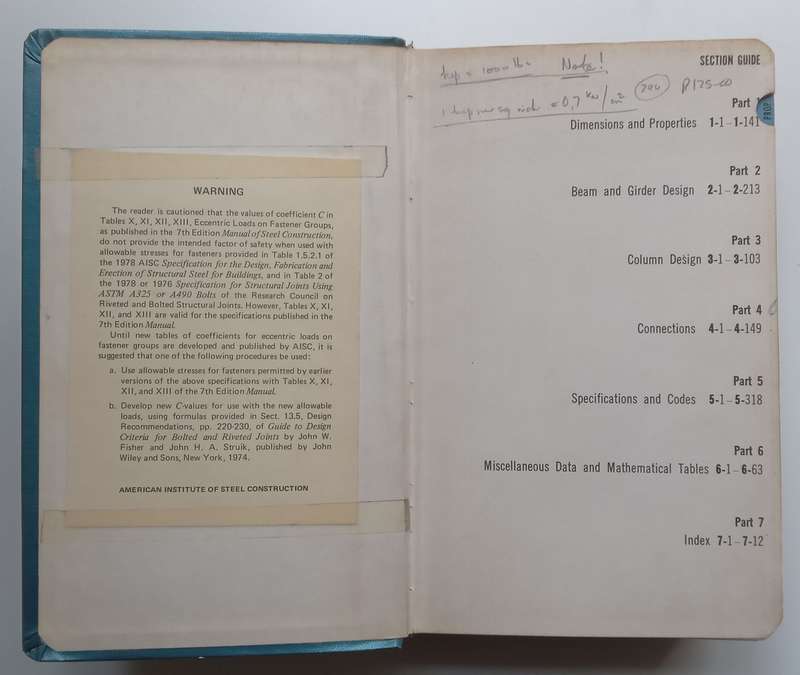 WARNING
The reader is cautioned that the values of coefficient C in
Tables X, XI, XII, XIII, Eccentric Loads on Fastener Groups,
as published in the 7th Edition Manual of Steel Construction,
do not provide the intended factor of safety when used with
allowable stresses for fasteners provided in Table 1.5.2.1
of the 1978 AISC Specification for the Design, Fabrication and
Erection of Structural Steel for Buildings, and in Table 2 of
the 1978 or 1976 Specification for Structural Joints Using
ASTM A325 or A490 Bolts of the Research Council on
Riveted and Bolted Structural Joints. However, Tables X, XI,
XII, and XIII are valid for the specifications published in the
7th Edition Manual.
Until new tables of coefficients for eccentric loads on
fastener groups are developed and published by AISC, it is
suggested that one of the following procedures be used:
a. Use allowable stresses for fasteners permitted by earlier
versions of the above specifications with Tables X, XI,
XII, and XIII of the 7th Edition Manual.
b. Develop new C-values for use with the new allowable
loads, using formulas provided in Sect. 13.5, Design
Recommendations, pp. 220-230, of Guide to Design
Criteria for Bolted and Riveted Joints by John W.
Fisher and John H. A. Struik, published by John
Wiley and Sons, New York, 1974.
AMERICAN INSTITUTE OF STEEL CONSTRUCTION
SECTION GUIDE
kip = 1000 lb Note!
1 kip per sq inch = 0,7
Part 1
Dimensions and Properties 1-1–1-141
PROP
Part 2
Beam and Girder Design 2-1–2-213
Part 3
Column Design 3-1–3-103
Part 4
Connections 4-1–4-149
Part 5
Specifications and Codes 5-1–5-318
Part 6
Miscellaneous Data and Mathematical Tables 6-1–6-63
Part 7
Index 7-1–7-12